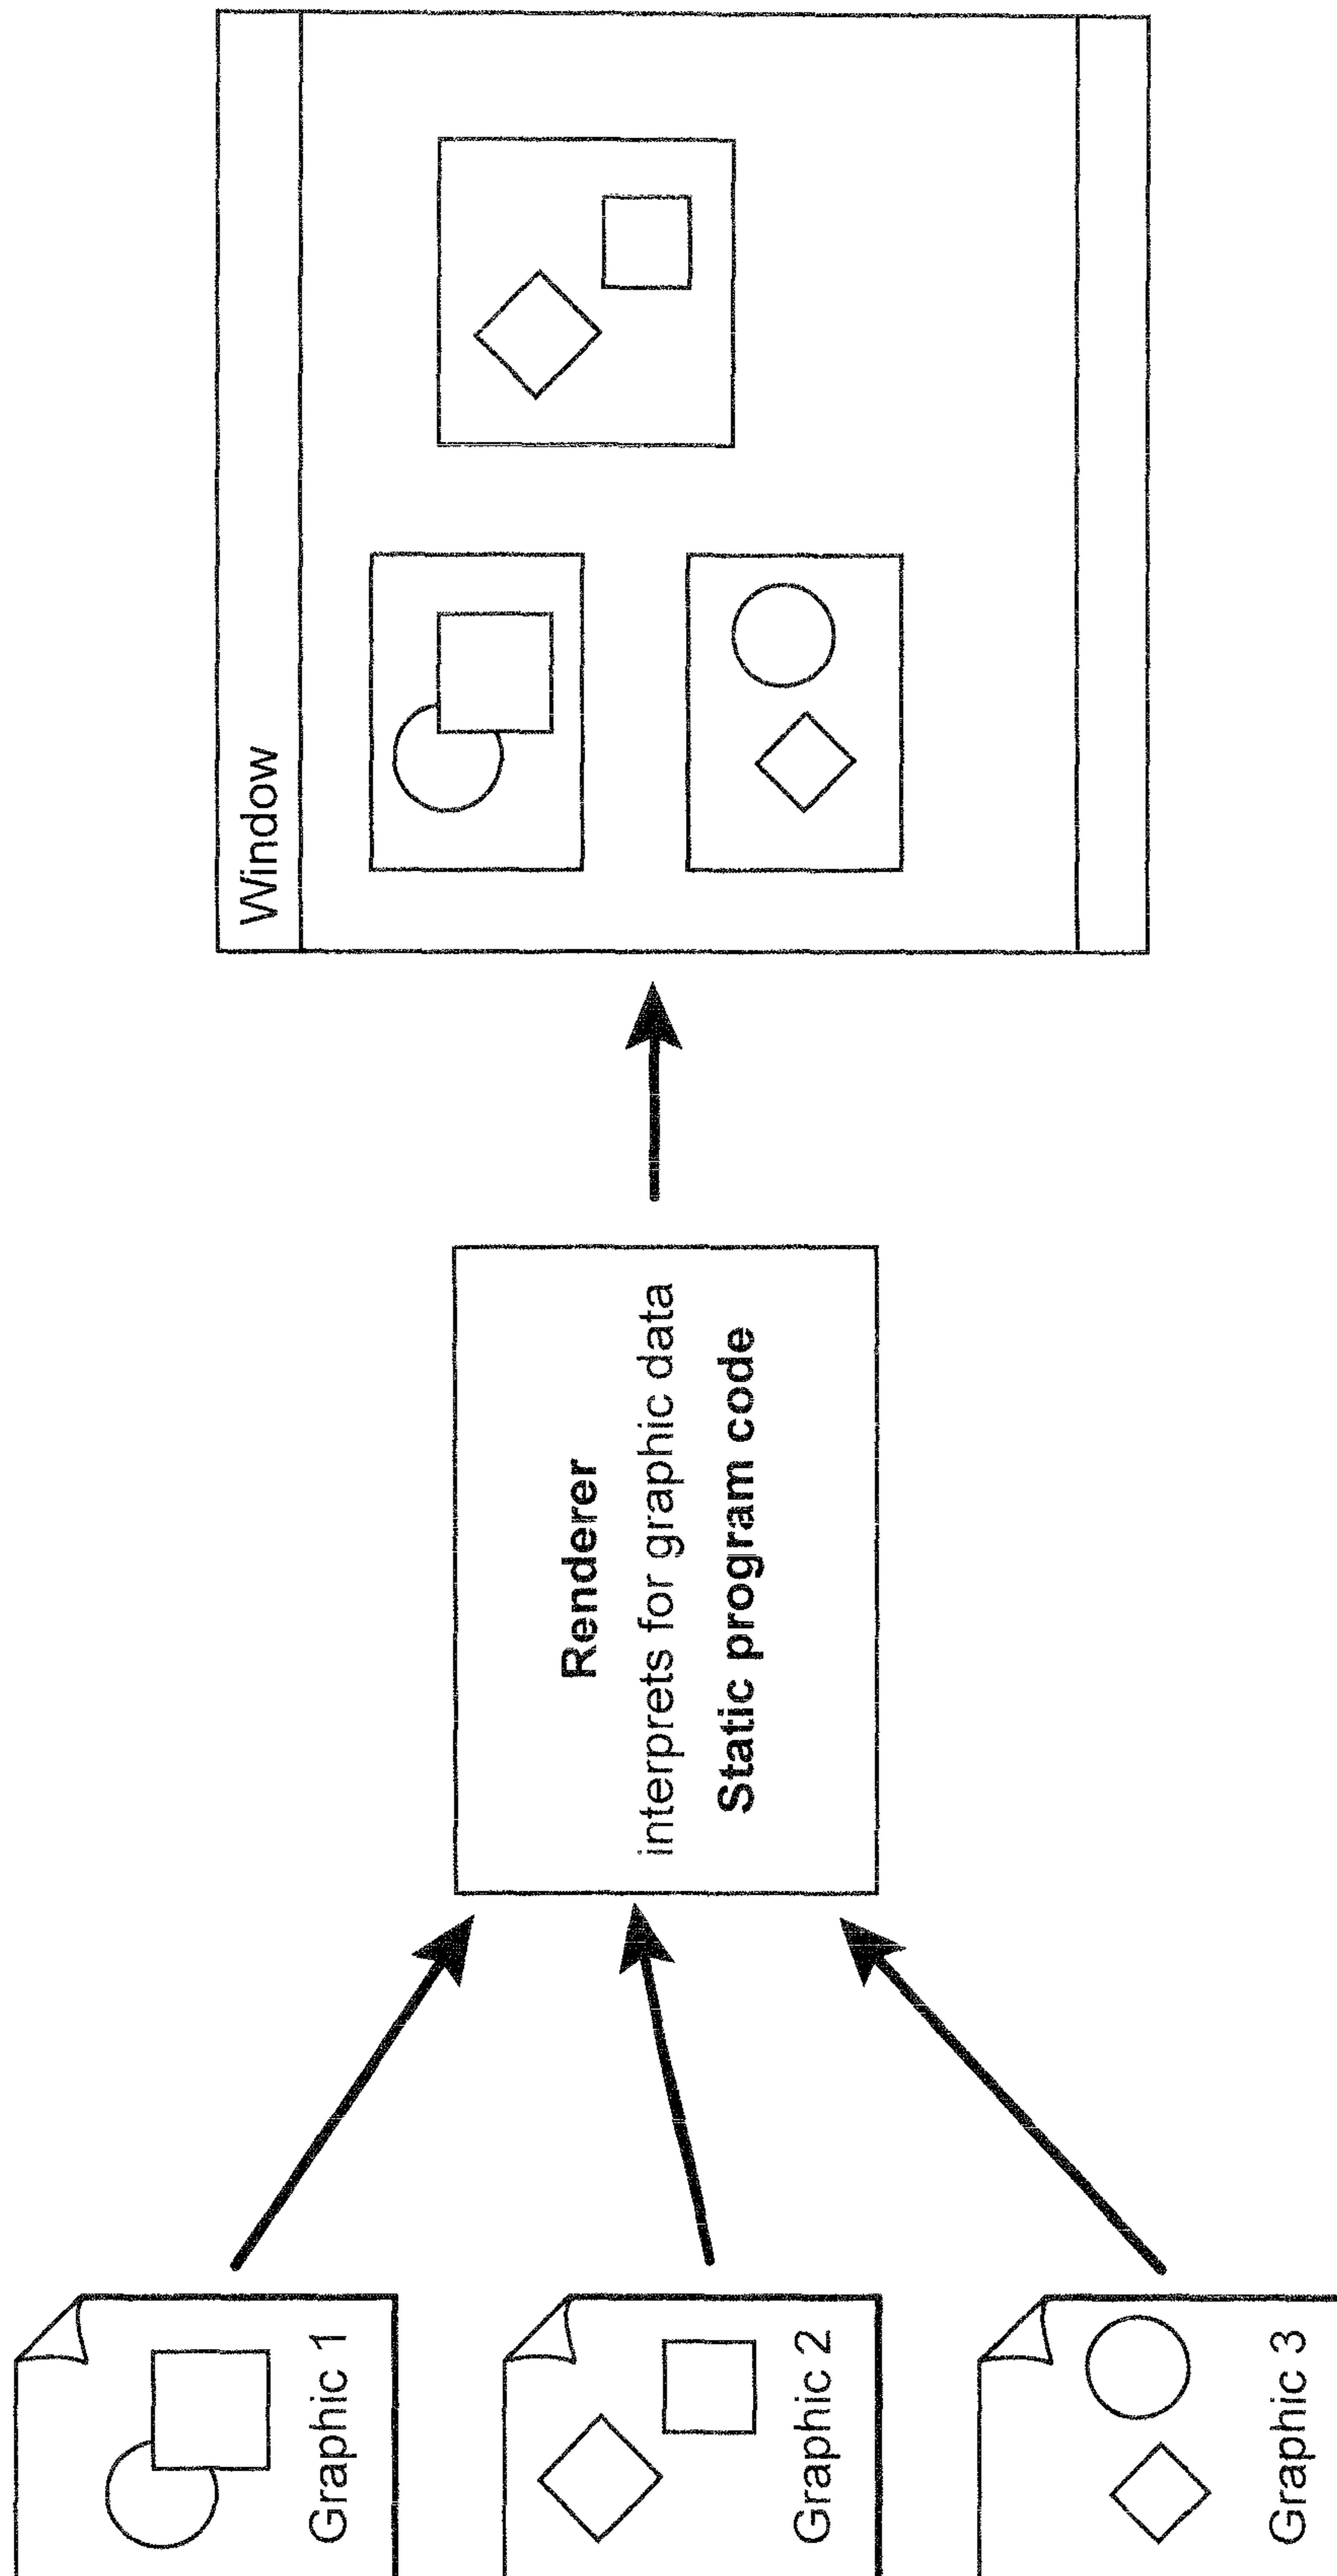 Graphic 1
Graphic 2
Graphic 3
Renderer
interprets for graphic data
Static program code
Window